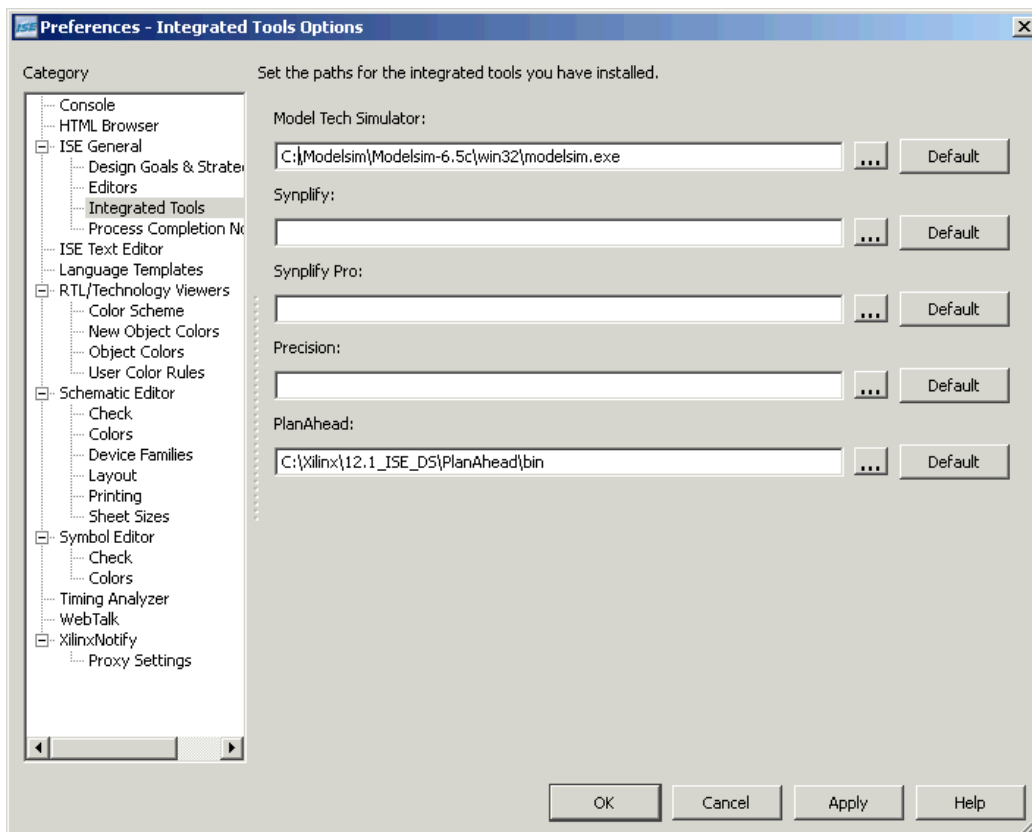 ISE Preferences - Integrated Tools Options
Category
Set the paths for the integrated tools you have installed.
Console
HTML Browser
ISE General
Design Goals & Strate
Editors
Integrated Tools
Process Completion No
ISE Text Editor
Language Templates
RTL/Technology Viewers
Color Scheme
New Object Colors
Object Colors
User Color Rules
Schematic Editor
Check
Colors
Device Families
Layout
Printing
Sheet Sizes
Symbol Editor
Check
Colors
Timing Analyzer
WebTalk
XilinxNotify
Proxy Settings
Model Tech Simulator:
C:\Modelsim\Modelsim-6.5c\win32\modelsim.exe ... Default
Synplify:
... Default
Synplify Pro:
... Default
Precision:
... Default
PlanAhead:
C:\Xilinx\12.1_ISE_DS\PlanAhead\bin ... Default
OK Cancel Apply Help